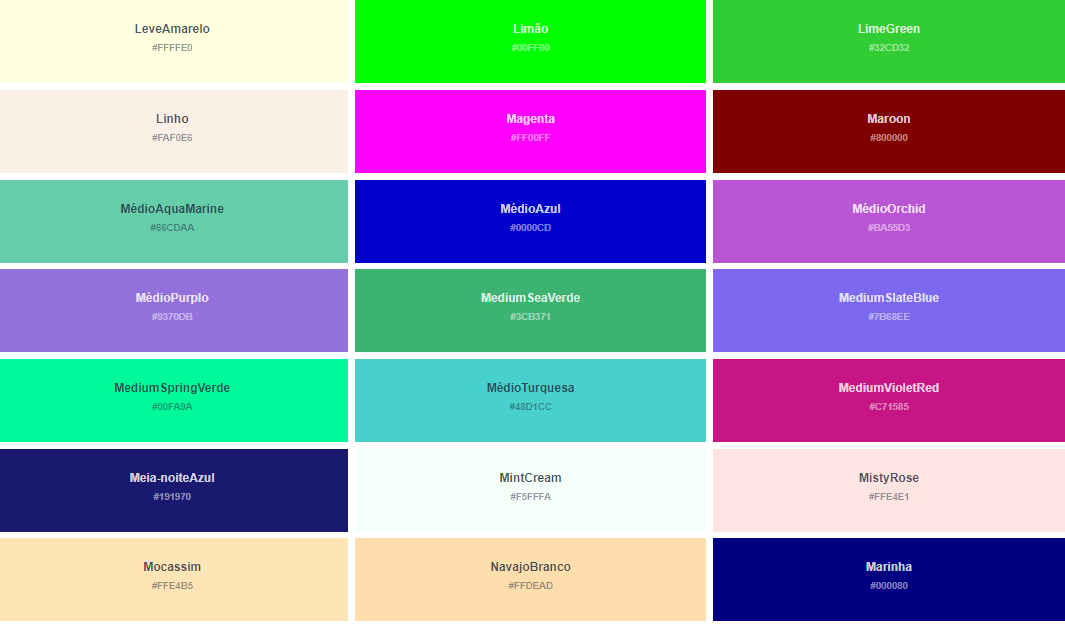 LeveAmarelo
#FFFFE0
Limão
#00FF00
LimeGreen
#32CD32
Linho
#FAF0E6
Magenta
#FF00FF
Maroon
#800000
MédioAquaMarine
#66CDAA
MédioAzul
#0000CD
MédioOrchid
#BA55D3
MédioPurplo
#9370DB
MediumSeaVerde
#3CB371
MediumSlateBlue
#7B68EE
MediumSpringVerde
#00FA9A
MédioTurquesa
#48D1CC
MediumVioletRed
#C71585
Meia-noiteAzul
#191970
MintCream
#F5FFFA
MistyRose
#FFE4E1
Mocassim
#FFE4B5
NavajoBranco
#FFDEAD
Marinha
#000080